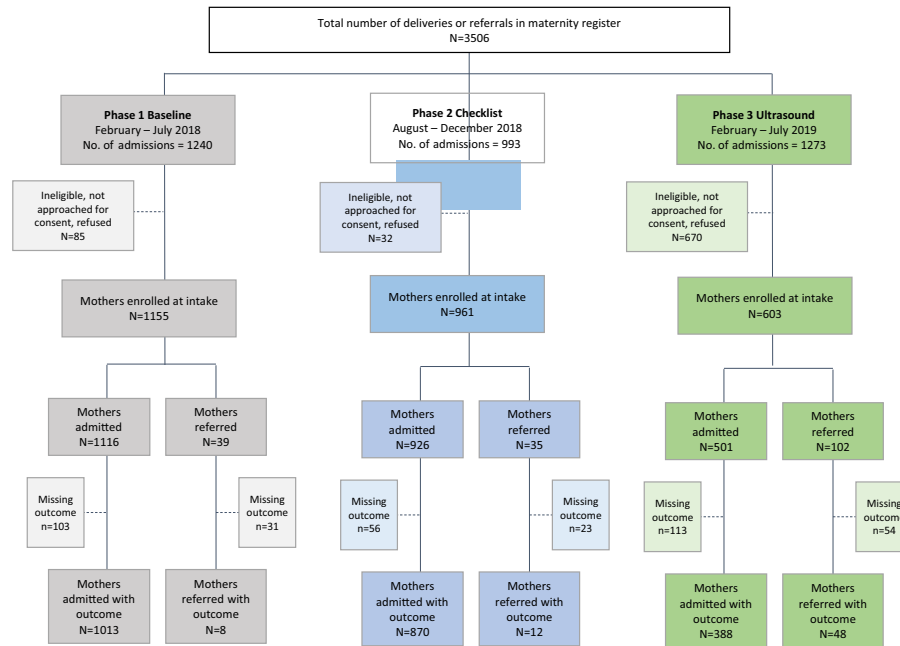 Total number of deliveries or referrals in maternity register
N=3506
Phase 1 Baseline
February – July 2018
No. of admissions = 1240
Phase 2 Checklist
August – December 2018
No. of admissions = 993
Phase 3 Ultrasound
February – July 2019
No. of admissions = 1273
Ineligible, not
approached for
consent, refused
N=85
Ineligible, not
approached for
consent, refused
N=32
Ineligible, not
approached for
consent, refused
N=670
Mothers enrolled at intake
N=1155
Mothers enrolled at intake
N=961
Mothers enrolled at intake
N=603
Mothers
admitted
N=1116
Mothers
referred
N=39
Mothers
admitted
N=926
Mothers
referred
N=35
Mothers
admitted
N=501
Mothers
referred
N=102
Missing
outcome
n=103
Missing
outcome
n=31
Missing
outcome
n=56
Missing
outcome
n=23
Missing
outcome
n=113
Missing
outcome
n=54
Mothers
admitted with
outcome
N=1013
Mothers
referred with
outcome
N=8
Mothers
admitted with
outcome
N=870
Mothers
referred with
outcome
N=12
Mothers
admitted with
outcome
N=388
Mothers
referred with
outcome
N=48